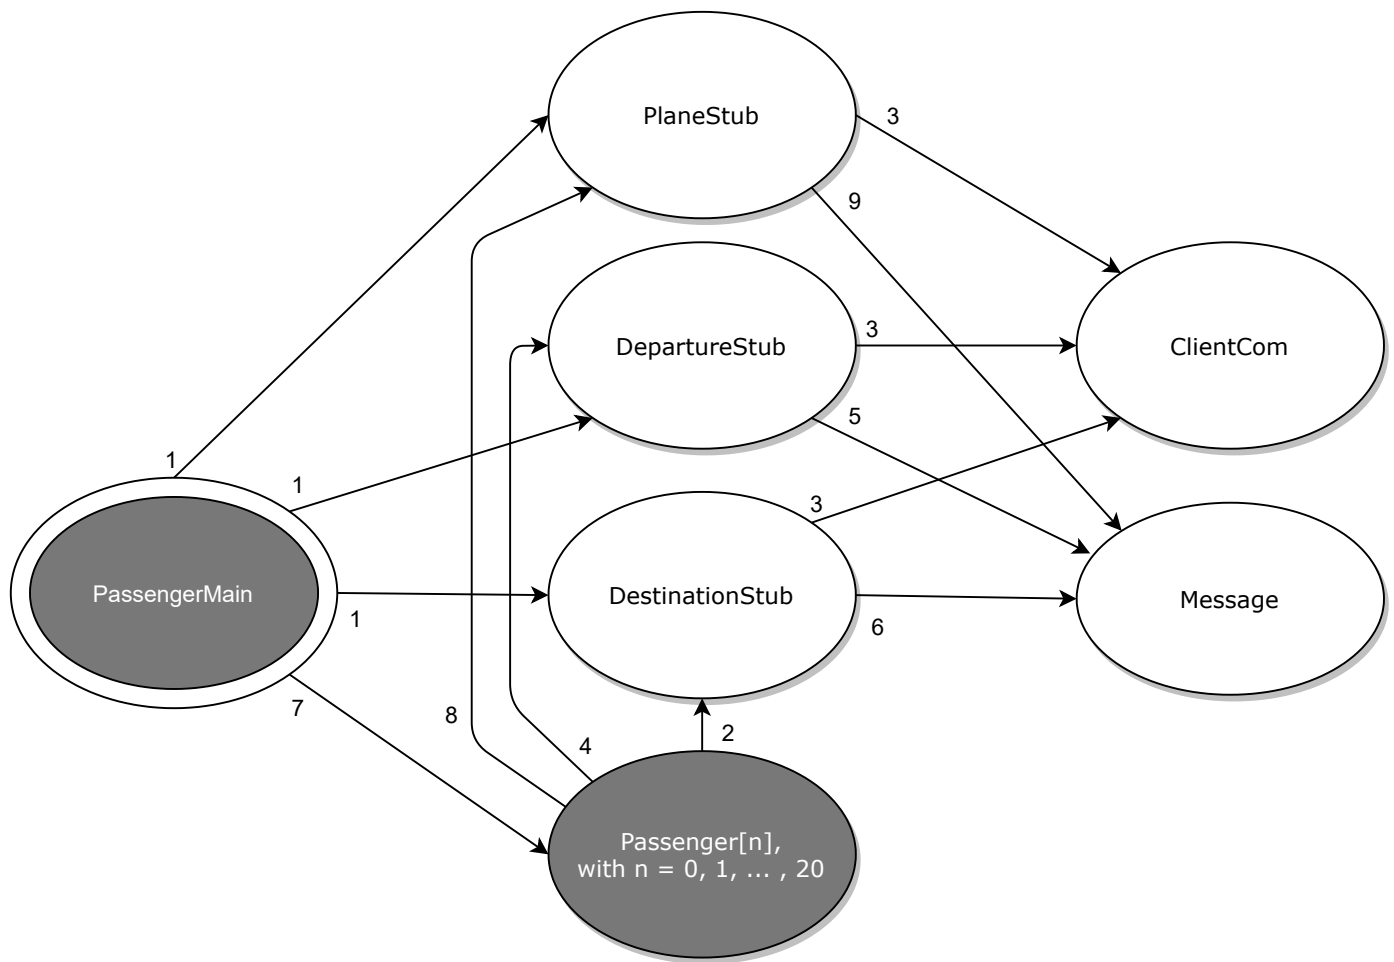 PlaneStub
3
9
DepartureStub
3
ClientCom
5
1
1
PassengerMain
DestinationStub
3
Message
1
6
7
8
4
2
Passenger[n],
with n = 0, 1, ... , 20